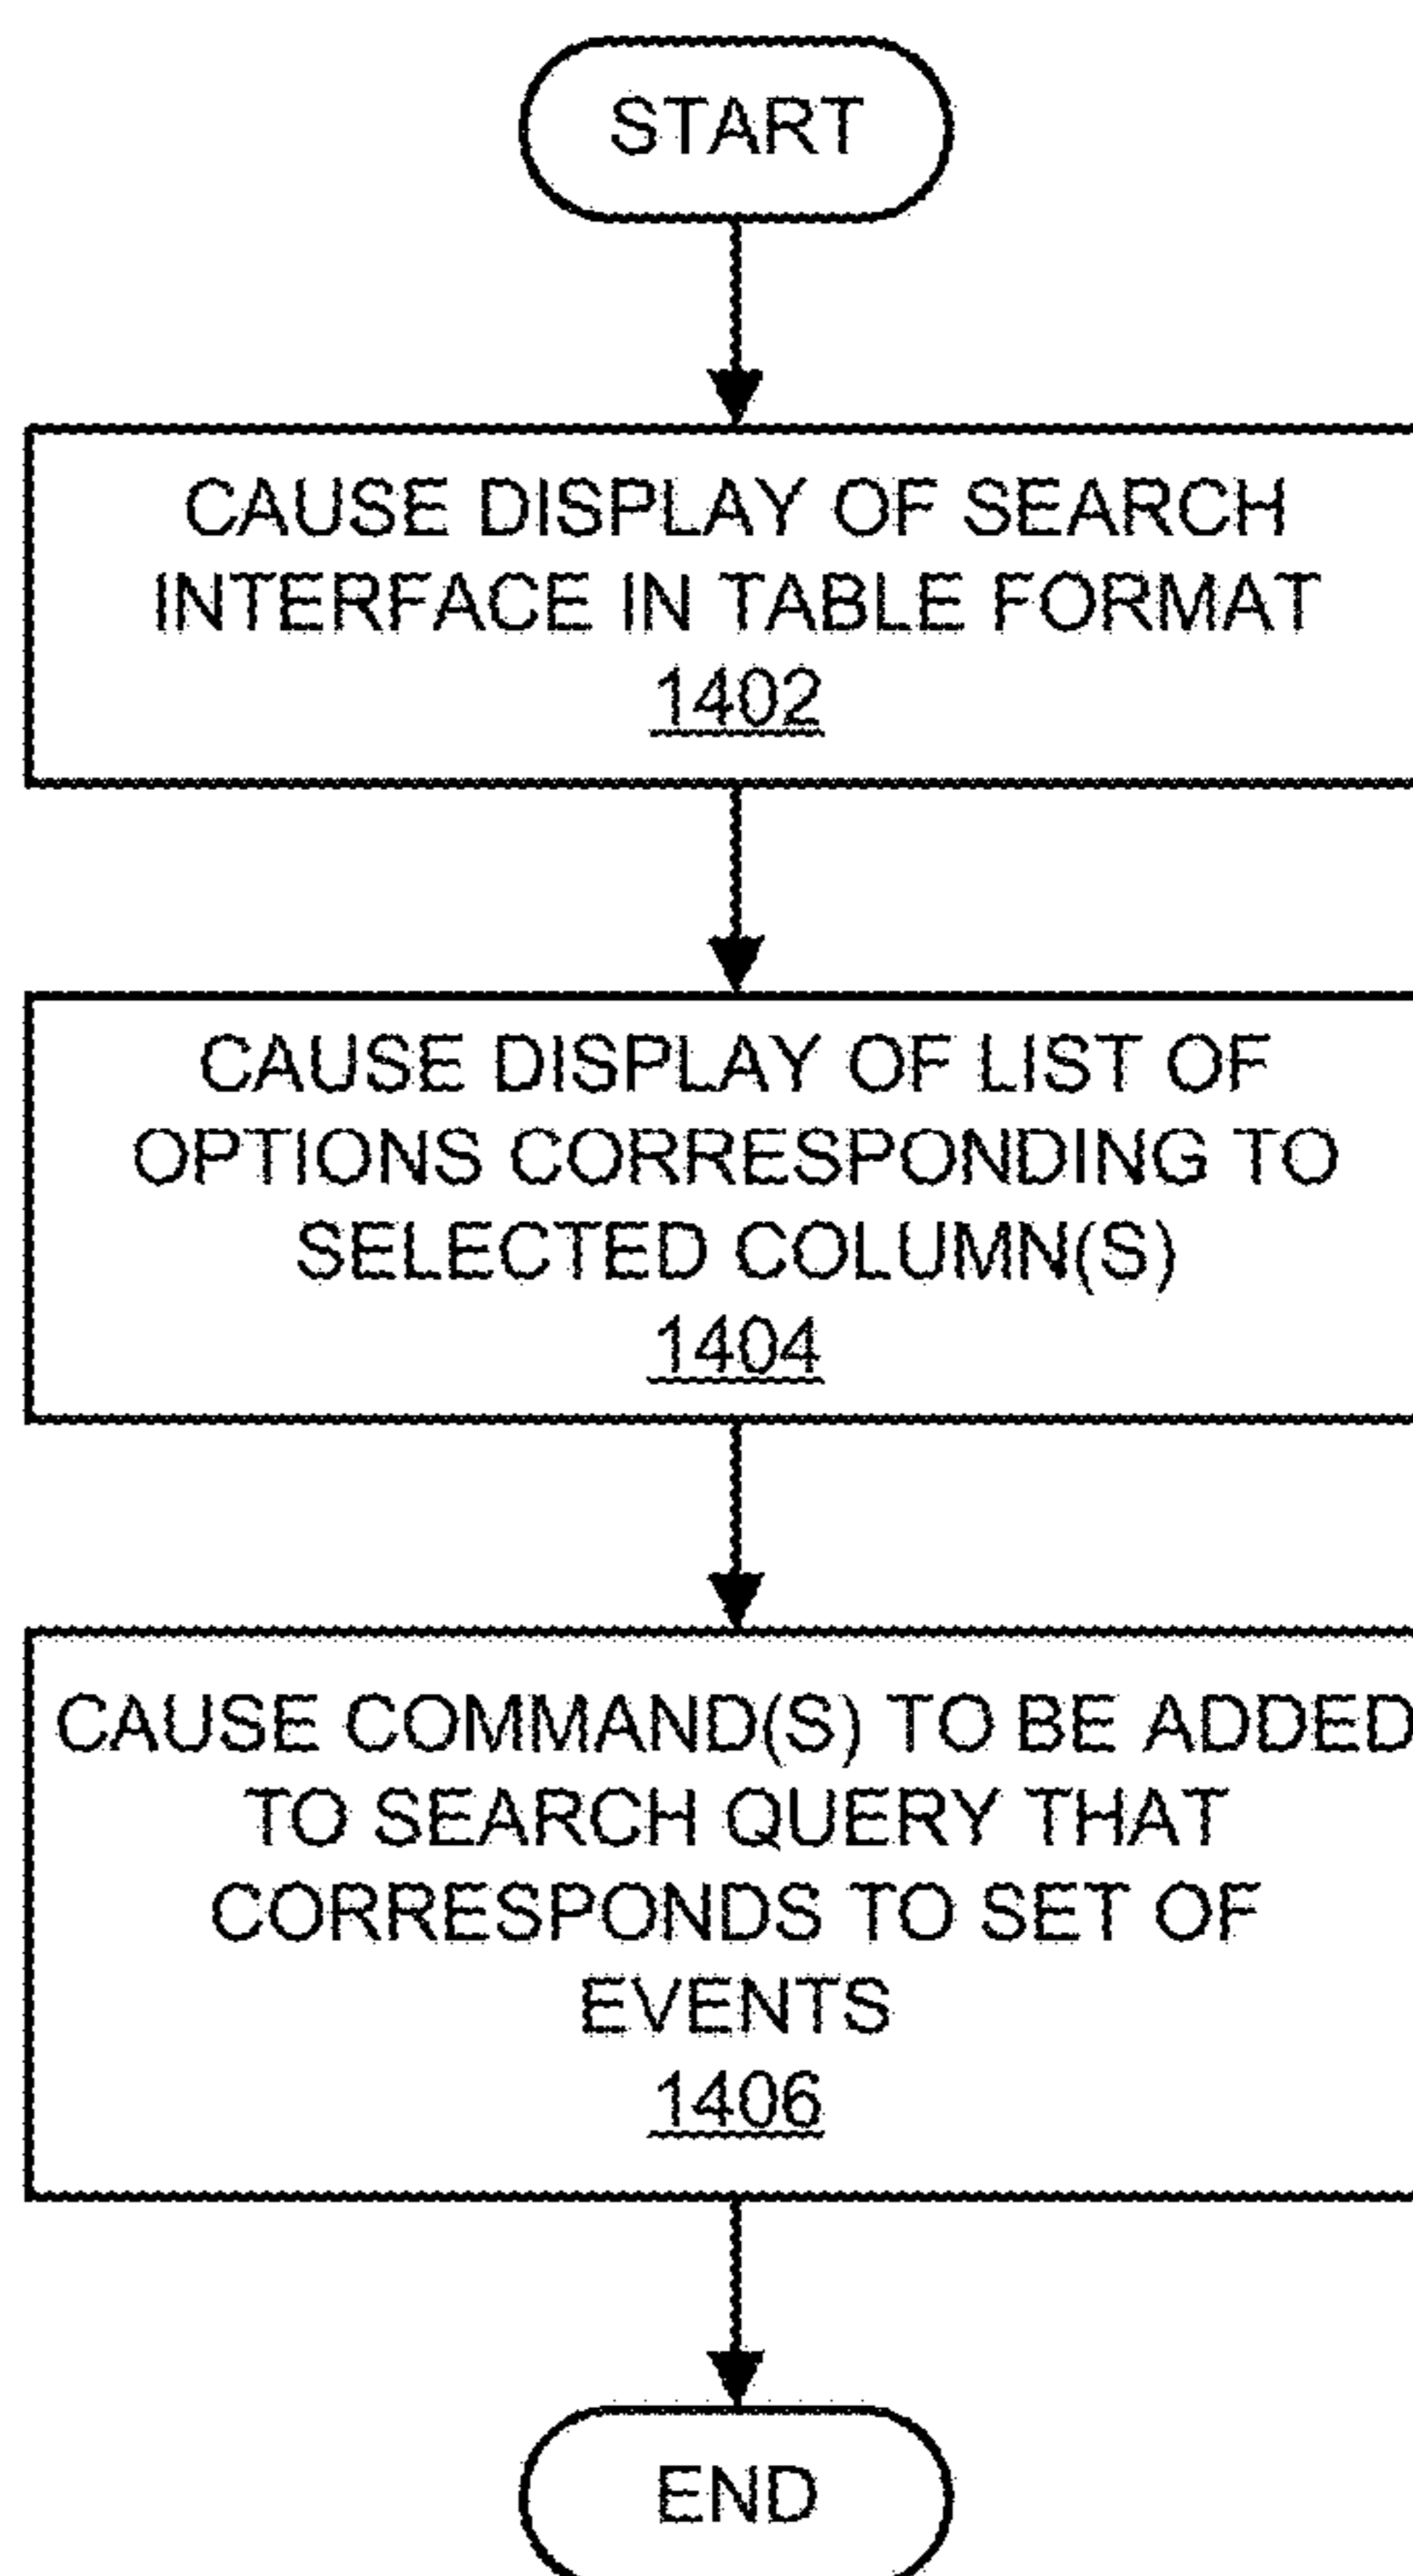 START
CAUSE DISPLAY OF SEARCH
INTERFACE IN TABLE FORMAT
1402
CAUSE DISPLAY OF LIST OF
OPTIONS CORRESPONDING TO
SELECTED COLUMN(S)
1404
CAUSE COMMAND(S) TO BE ADDED
TO SEARCH QUERY THAT
CORRESPONDS TO SET OF
EVENTS
1406
END